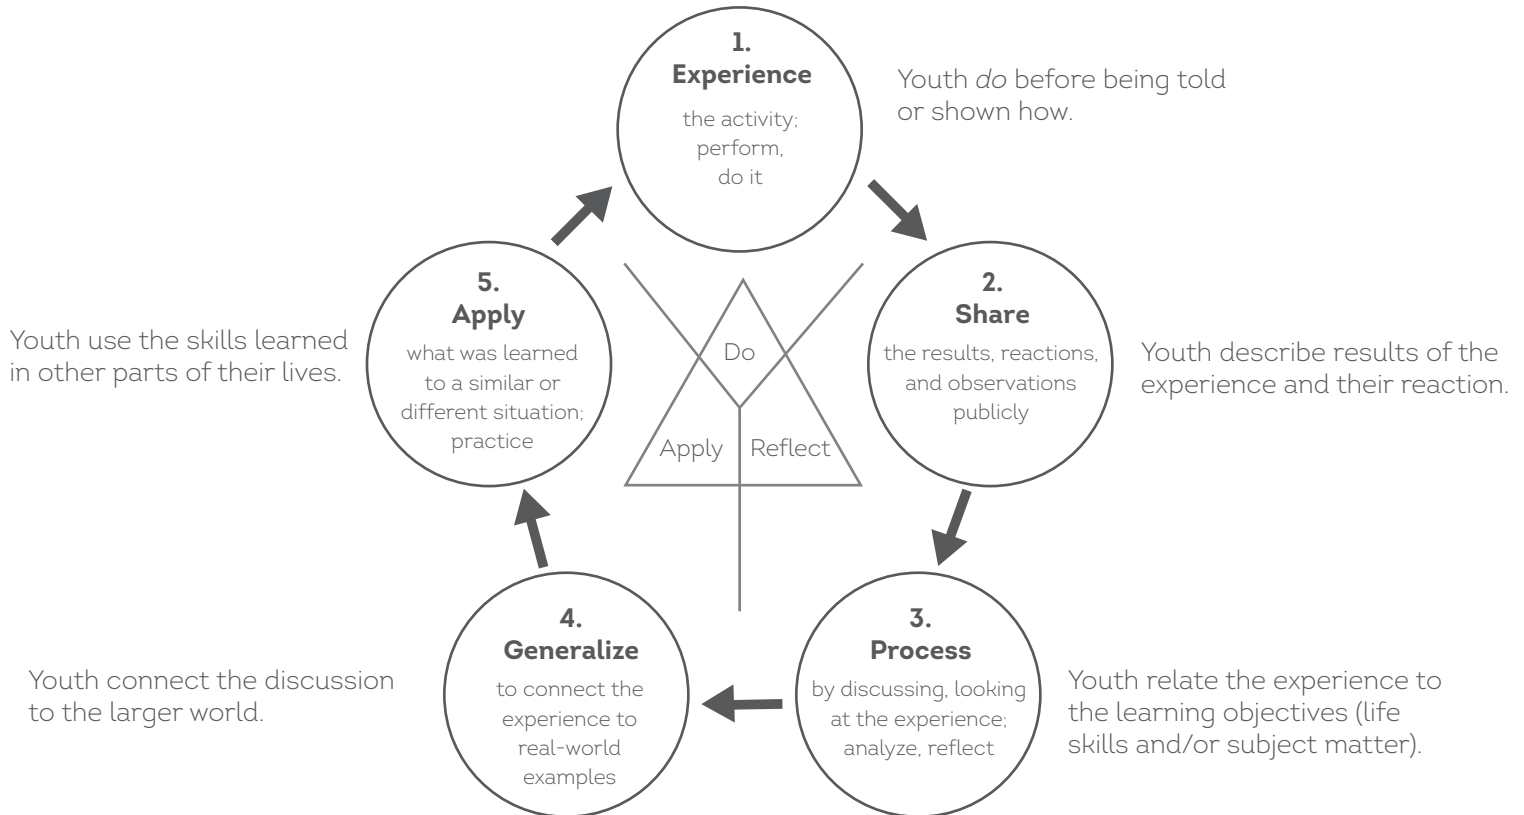 1.
Experience
the activity;
perform,
do it
Youth do before being told
or shown how.
2.
Share
the results, reactions,
and observations
publicly
Youth describe results of the
experience and their reaction.
3.
Process
by discussing, looking
at the experience;
analyze, reflect
Youth relate the experience to
the learning objectives (life
skills and/or subject matter).
4.
Generalize
to connect the
experience to
real-world
examples
Youth connect the discussion
to the larger world.
5.
Apply
what was learned
to a similar or
different situation;
practice
Youth use the skills learned
in other parts of their lives.
Do
Apply
Reflect